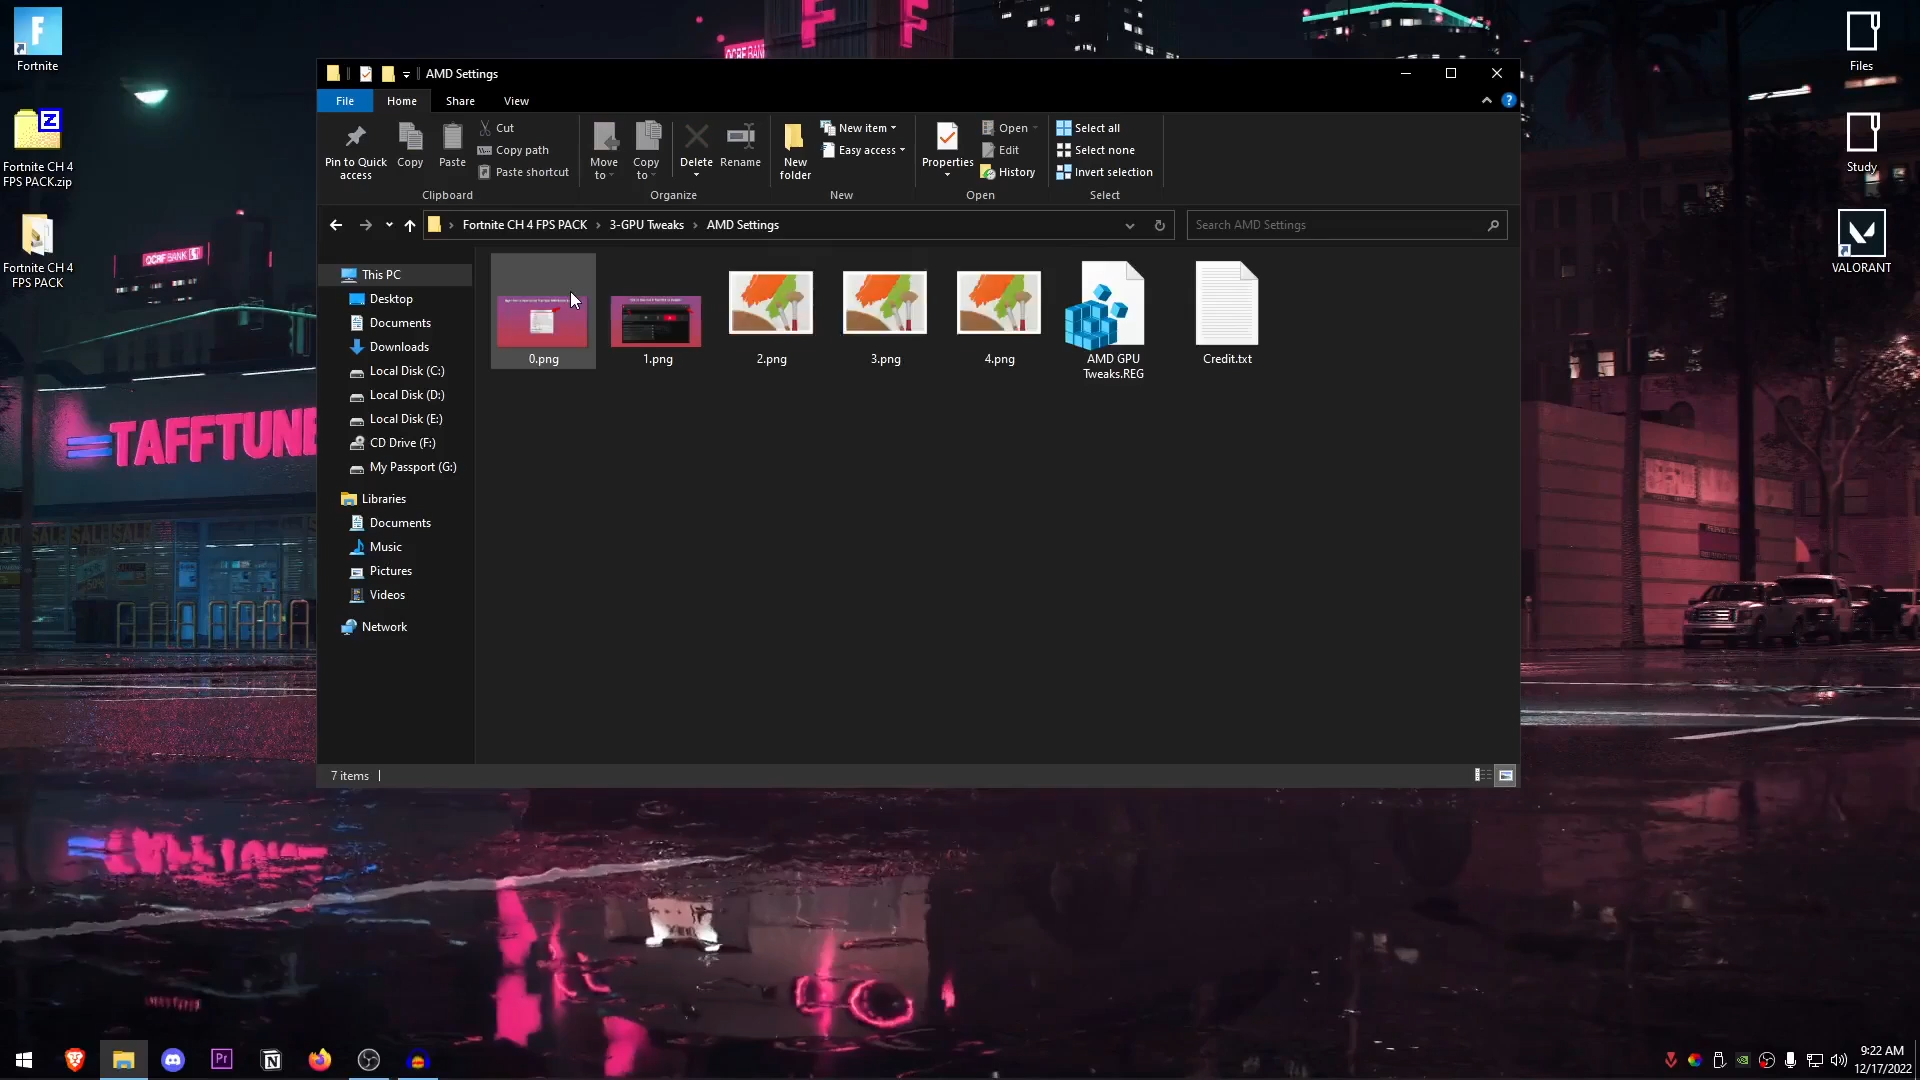 Fortnite
Fortnite CH 4
FPS PACK.zip
Fortnite CH 4
FPS PACK
Files
Study
VALORANT
AMD Settings
File
Home
Share
View
Pin to Quick
access
Copy
Paste
Cut
Copy path
Paste shortcut
Clipboard
Move
to
Copy
to
Delete
Rename
Organize
New
folder
New item
Easy access
New
Properties
Open
Edit
History
Open
Select all
Select none
Invert selection
Select
Fortnite CH 4 FPS PACK
3-GPU Tweaks
AMD Settings
Search AMD Settings
This PC
Desktop
Documents
Downloads
Local Disk (C:)
Local Disk (D:)
Local Disk (E:)
CD Drive (F:)
My Passport (G:)
Libraries
Documents
Music
Pictures
Videos
Network
0.png
1.png
2.png
3.png
4.png
AMD GPU
Tweaks.REG
Credit.txt
7 items
OCRF BANK
TAFFTUNE
SALE SALE SALE
9:22 AM
12/17/2022